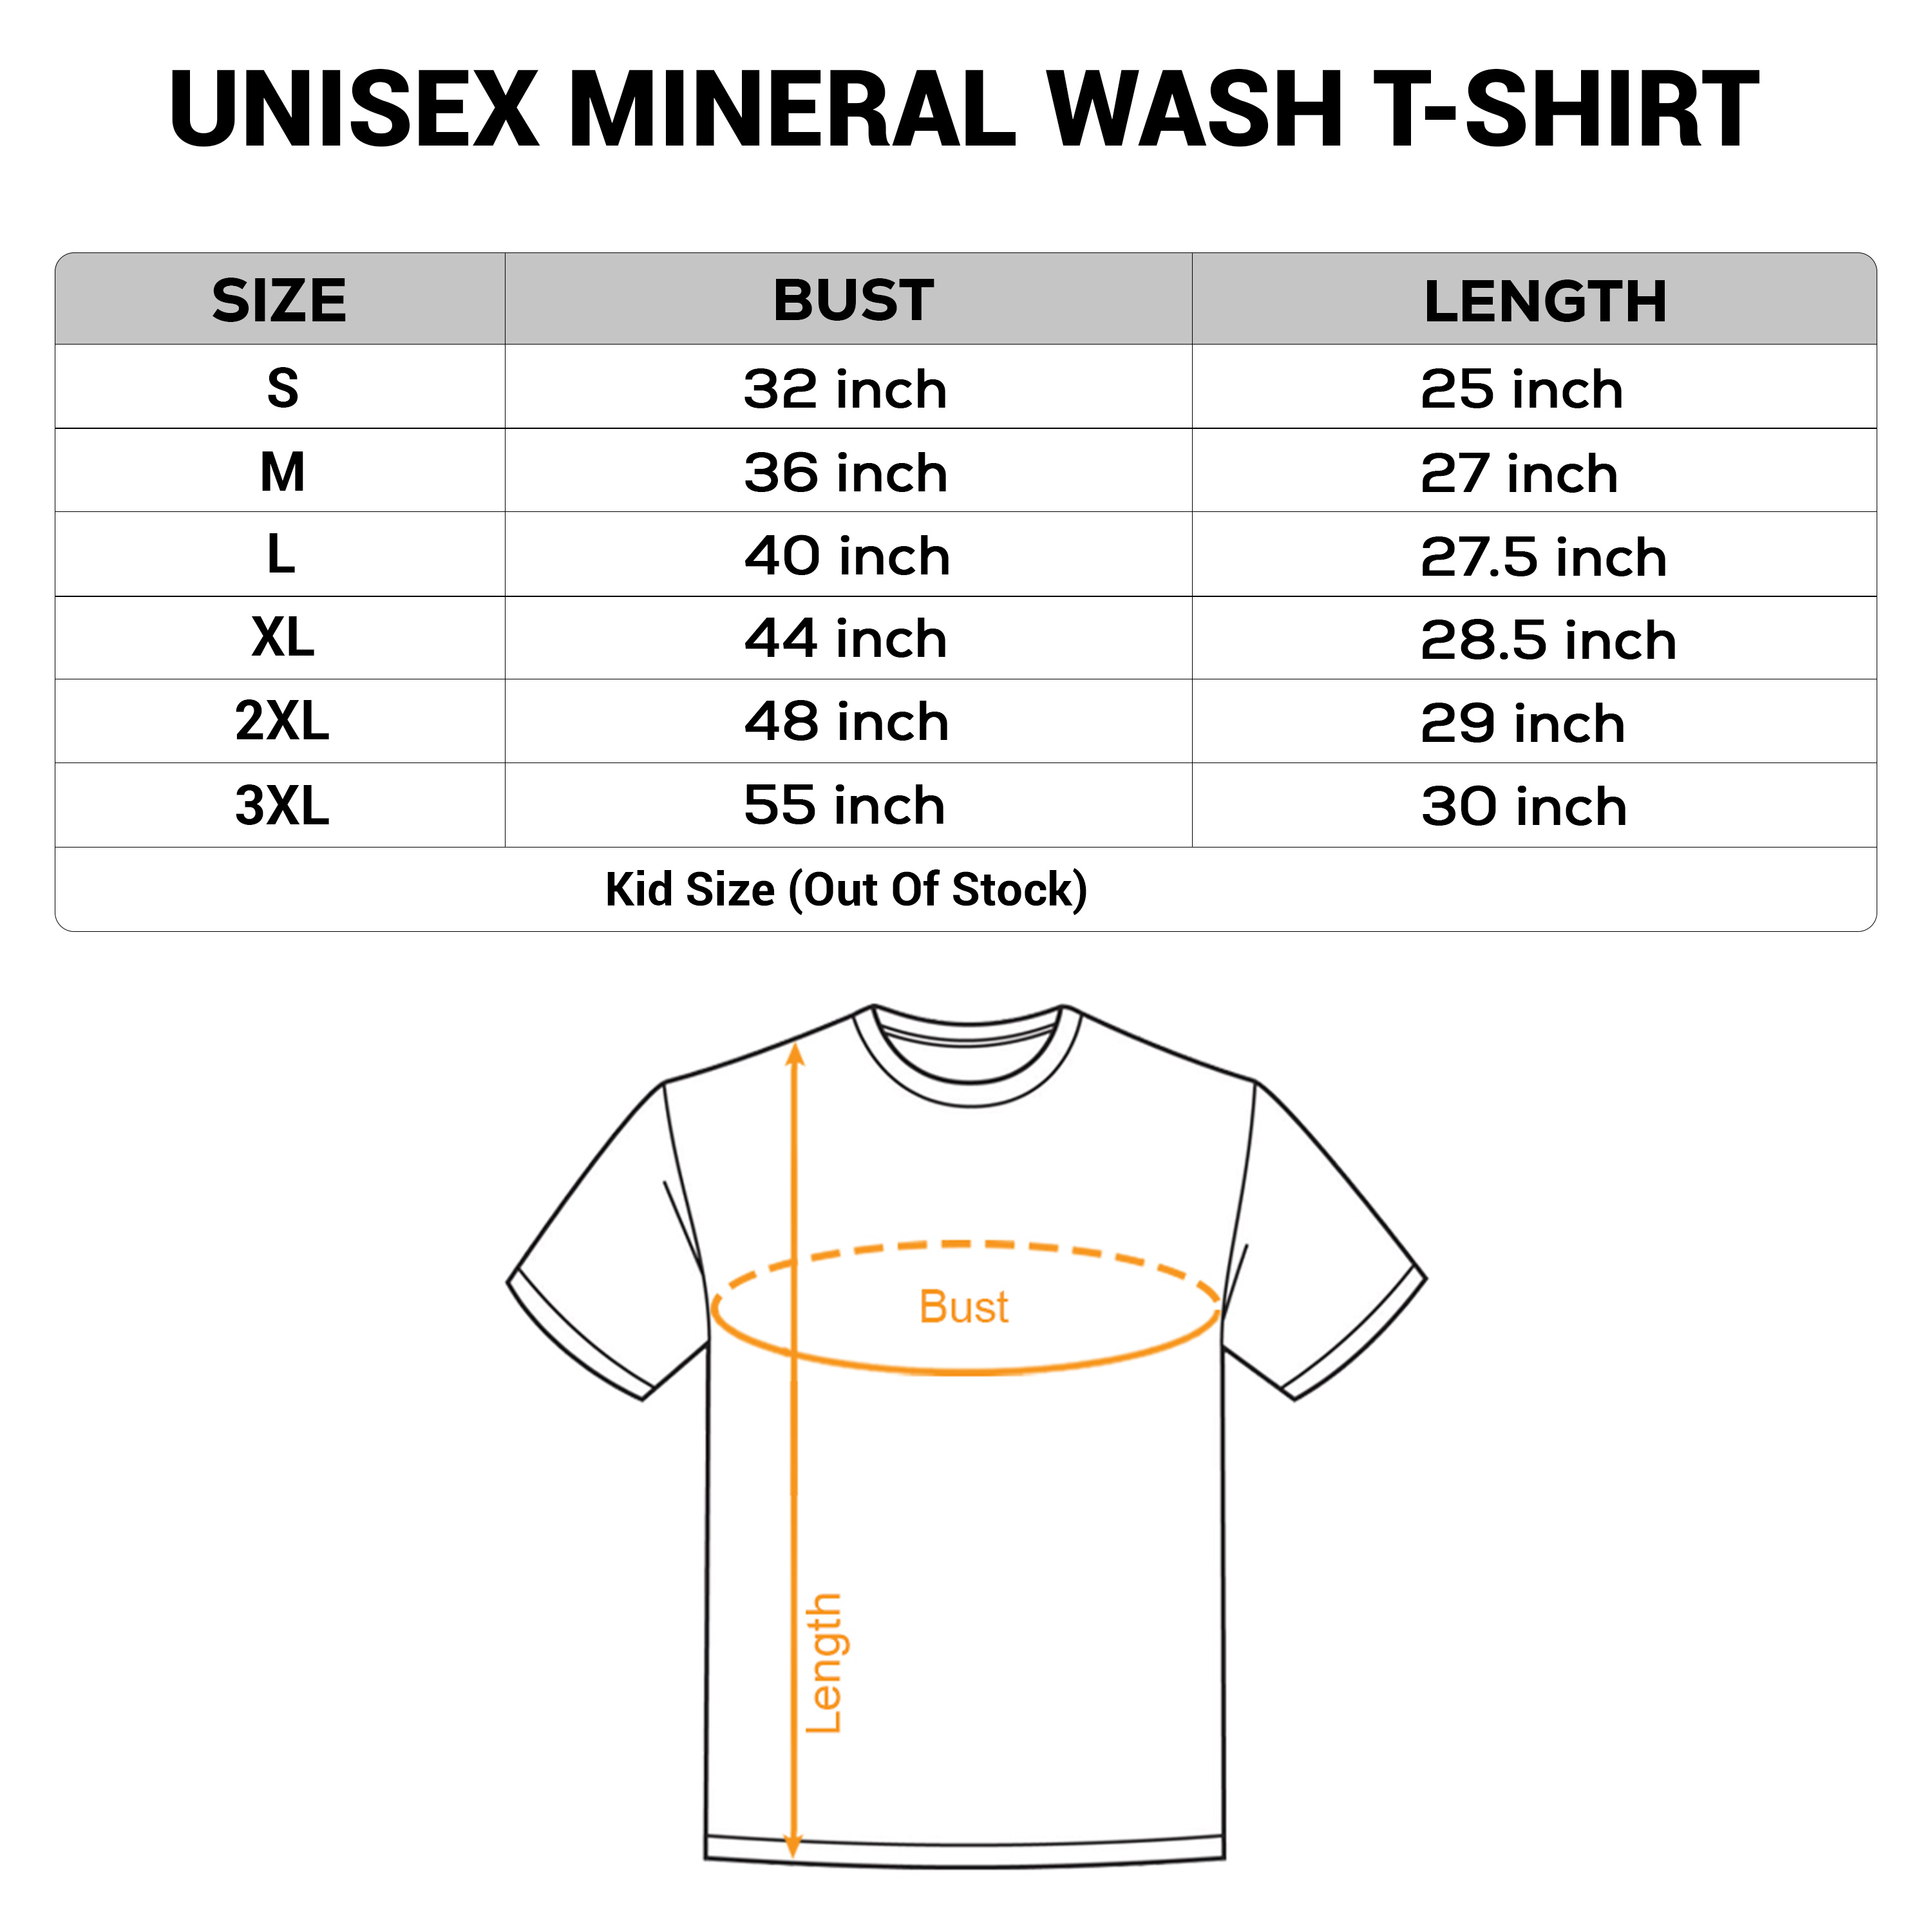 UNISEX MINERAL WASH T-SHIRT
SIZE BUST LENGTH
S 32 inch 25 inch
M 36 inch 27 inch
L 40 inch 27.5 inch
XL 44 inch 28.5 inch
2XL 48 inch 29 inch
3XL 55 inch 30 inch
Kid Size (Out Of Stock)
Bust
Length